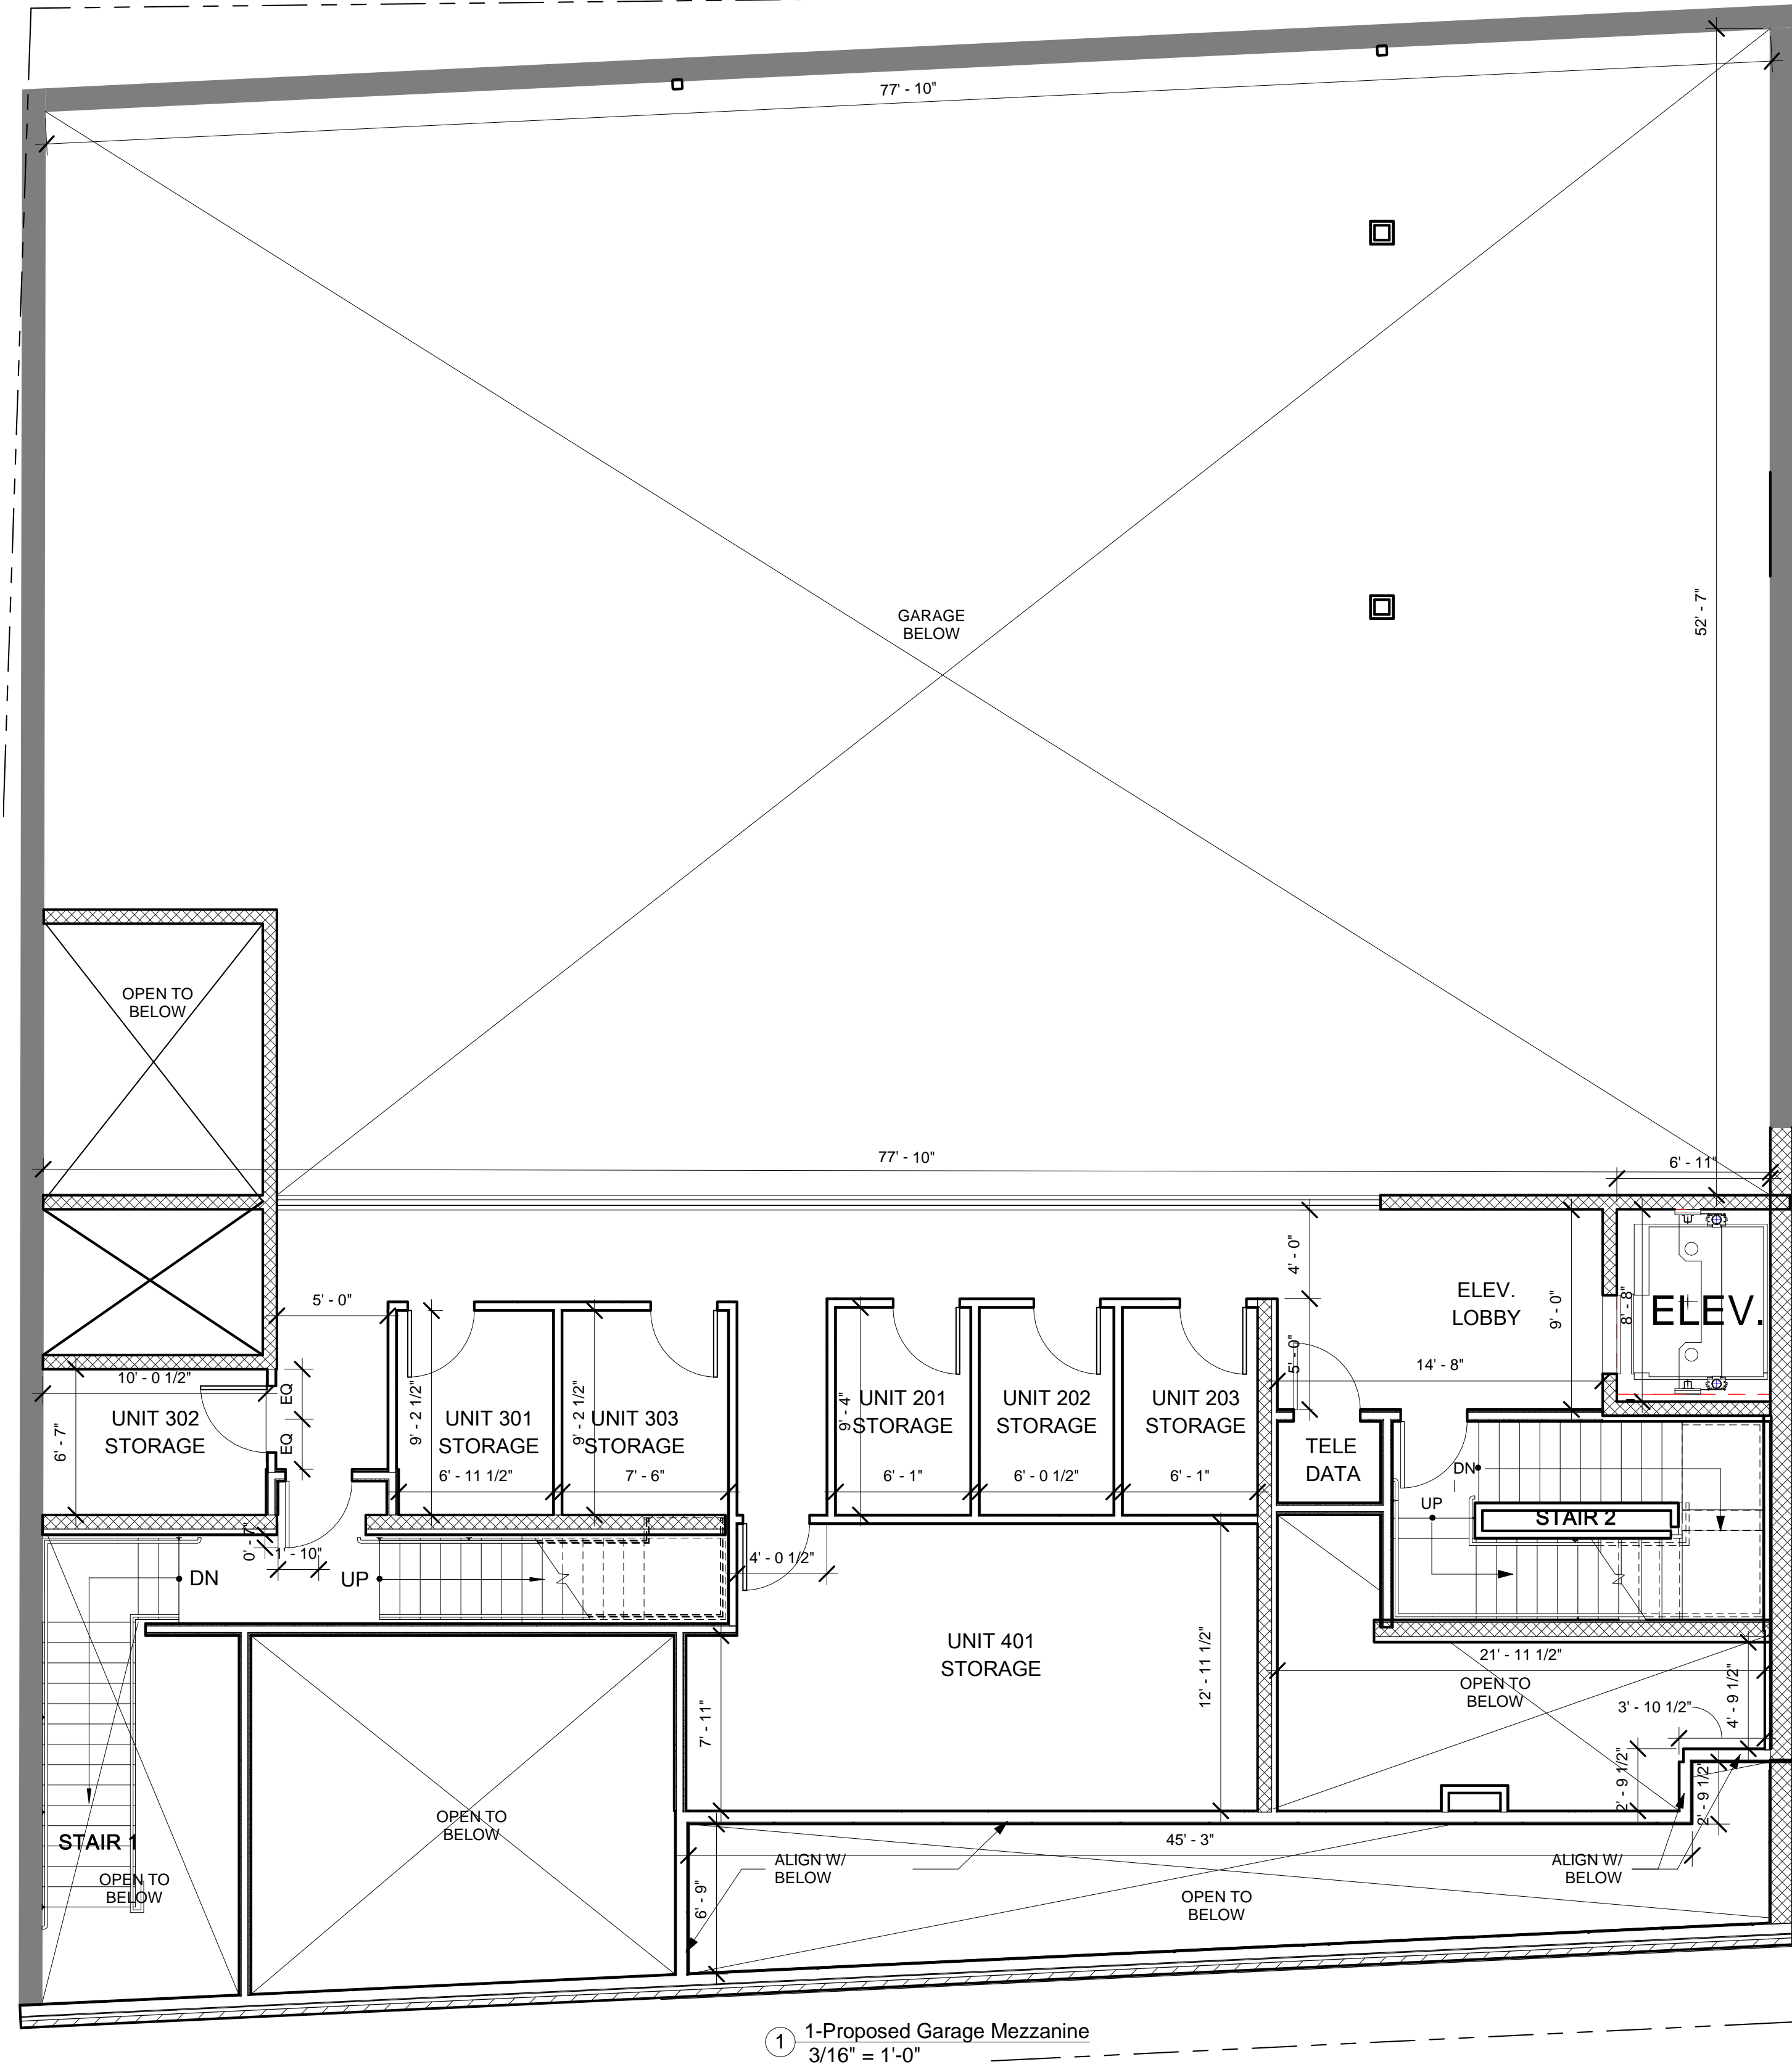 77' - 10"
GARAGE
BELOW
52' - 7"
OPEN TO
BELOW
77' - 10"
6' - 11"
4' - 0"
5' - 0"
ELEV.
LOBBY
9' - 0"
8' - 8"
ELEV.
14' - 8"
5' - 0"
10' - 0 1/2"
EQ
EQ
UNIT 302
STORAGE
6' - 7"
9' - 2 1/2"
UNIT 301
STORAGE
6' - 11 1/2"
9' - 2 1/2"
UNIT 303
STORAGE
7' - 6"
9' - 4"
UNIT 201
STORAGE
6' - 1"
UNIT 202
STORAGE
6' - 0 1/2"
UNIT 203
STORAGE
6' - 1"
TELE
DATA
DN
UP
STAIR 2
0' - 7"
1' - 10"
DN
UP
4' - 0 1/2"
UNIT 401
STORAGE
12' - 11 1/2"
7' - 11"
21' - 11 1/2"
OPEN TO
BELOW
4' - 9 1/2"
3' - 10 1/2"
2' - 9 1/2"
2' - 9 1/2"
OPEN TO
BELOW
STAIR 1
OPEN TO
BELOW
45' - 3"
ALIGN W/
BELOW
ALIGN W/
BELOW
6' - 9"
OPEN TO
BELOW
1
1-Proposed Garage Mezzanine
3/16" = 1'-0"